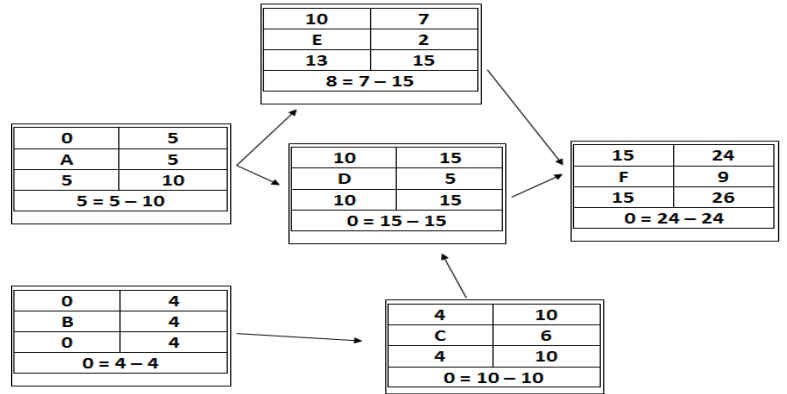 10 7
E 2
13 15
8 = 7 – 15
0 5
A 5
5 10
5 = 5 – 10
10 15
D 5
10 15
0 = 15 – 15
15 24
F 9
15 26
0 = 24 – 24
0 4
B 4
0 4
0 = 4 – 4
4 10
C 6
4 10
0 = 10 – 10